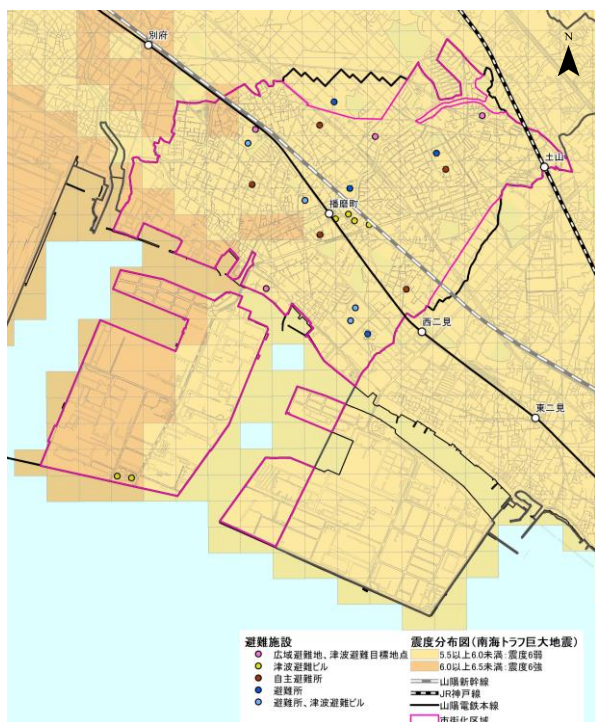 別府
N
土山
播磨町
西二見
東二見
避難施設
広域避難地、津波避難目標地点
津波避難ビル
自主避難所
避難所
避難所、津波避難ビル
震度分布図(南海トラフ巨大地震)
5.5以上6.0未満:震度6弱
6.0以上6.5未満:震度6強
山陽新幹線
JR神戸線
山陽電鉄本線
市街化区域